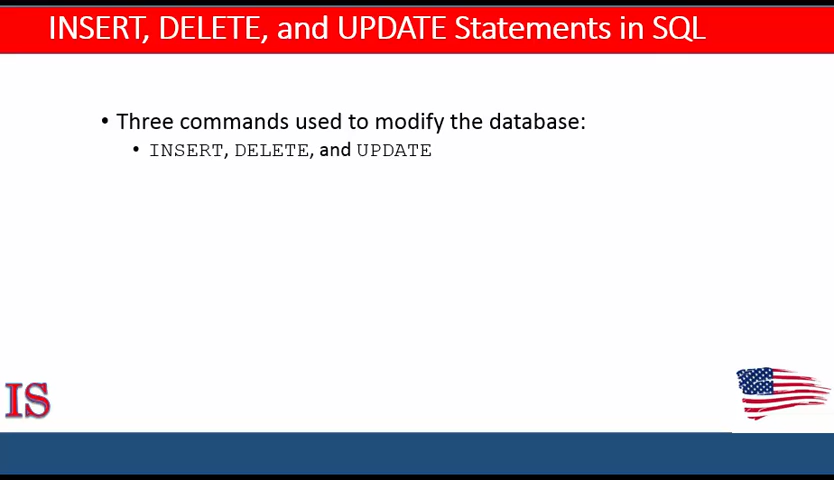 INSERT, DELETE, and UPDATE Statements in SQL
• Three commands used to modify the database:
• INSERT, DELETE, and UPDATE
IS